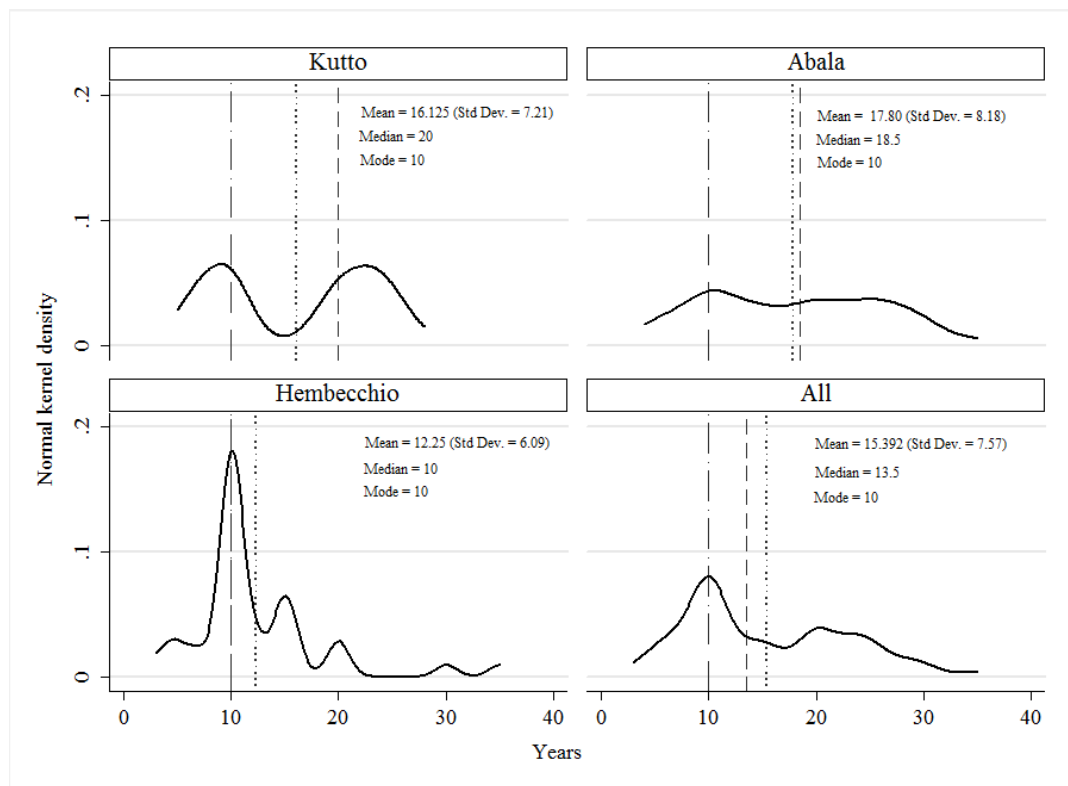 Kutto
Abala
Mean = 16.125 (Std Dev. = 7.21)
Median = 20
Mode = 10
Mean =  17.80 (Std Dev. = 8.18)
Median = 18.5
Mode = 10
.2
.1
0
Hembecchio
All
Mean = 12.25 (Std Dev. = 6.09)
Median = 10
Mode = 10
Mean = 15.392 (Std Dev. = 7.57)
Median = 13.5
Mode = 10
.2
.1
0
0 10 20 30 40
0 10 20 30 40
Years
Normal kernel density